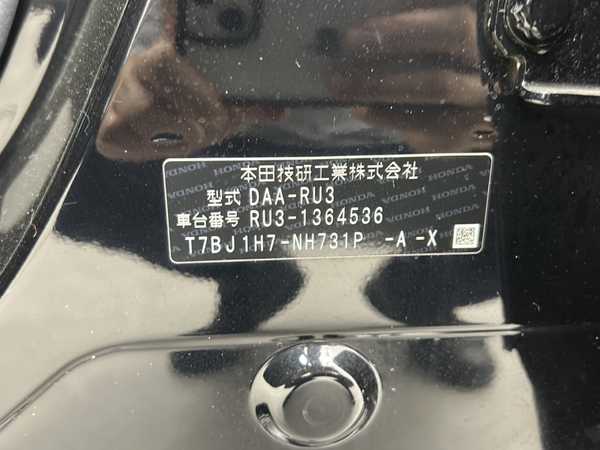 本田技研工業株式会社
型式 DAA-RU3
車台番号 RU3-1364536
T7BJ1H7-NH731P -A -X